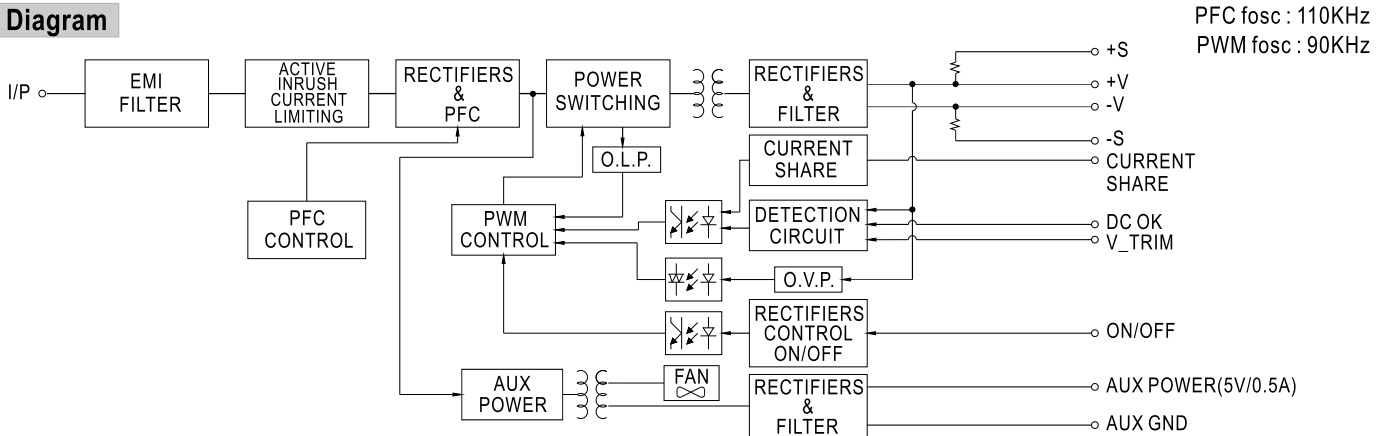 Diagram
PFC fosc : 110KHz
PWM fosc : 90KHz
I/P
EMI
FILTER
ACTIVE
INRUSH
CURRENT
LIMITING
RECTIFIERS
&
PFC
POWER
SWITCHING
RECTIFIERS
&
FILTER
+S
+V
-V
-S
O.L.P.
CURRENT
SHARE
CURRENT
SHARE
PFC
CONTROL
PWM
CONTROL
DETECTION
CIRCUIT
DC OK
V_TRIM
O.V.P.
RECTIFIERS
CONTROL
ON/OFF
ON/OFF
AUX
POWER
FAN
RECTIFIERS
&
FILTER
AUX POWER(5V/0.5A)
AUX GND